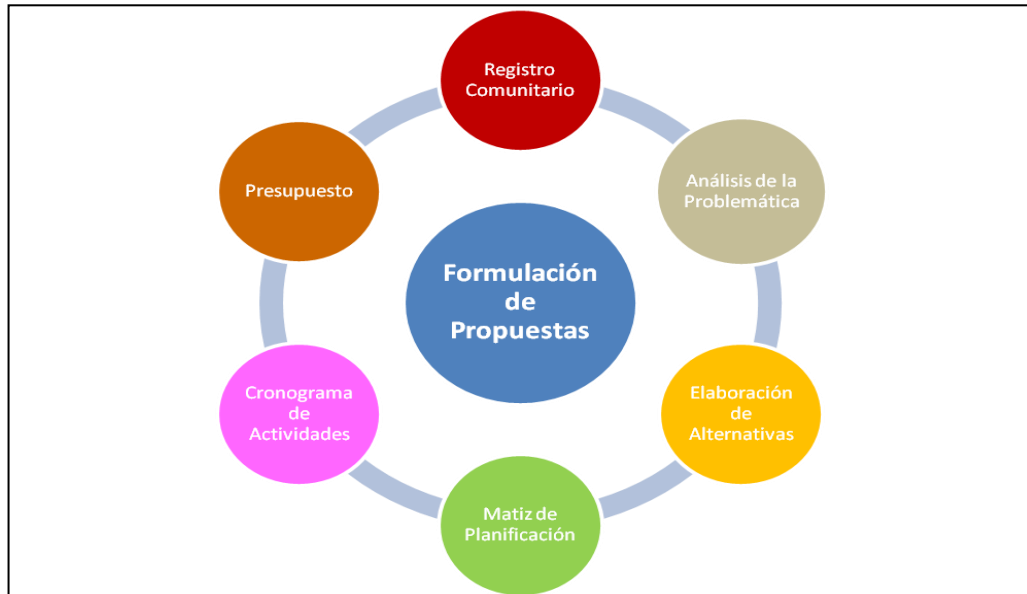 Registro
Comunitario
Análisis de la
Problemática
Elaboración
de
Alternativas
Matiz de
Planificación
Cronograma
de
Actividades
Presupuesto
Formulación
de
Propuestas